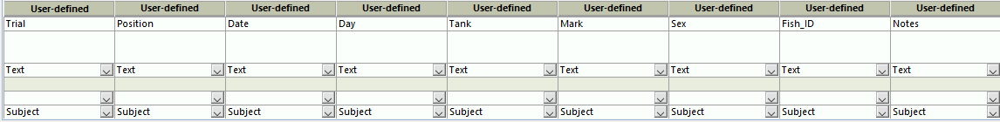 User-defined User-defined User-defined User-defined User-defined User-defined User-defined User-defined User-defined
Trial Position Date Day Tank Mark Sex Fish_ID Notes
Text Text Text Text Text Text Text Text Text
Subject Subject Subject Subject Subject Subject Subject Subject Subject